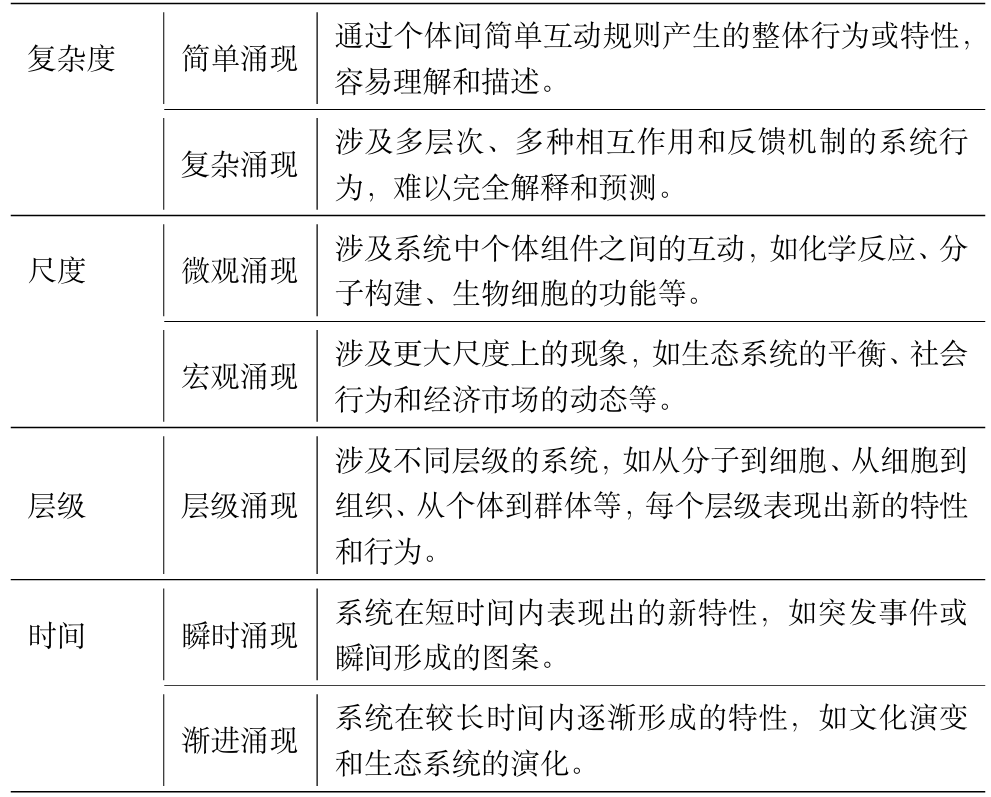 复杂度
简单涌现
通过个体间简单互动规则产生的整体行为或特性，
容易理解和描述。
复杂涌现
涉及多层次、多种相互作用和反馈机制的系统行
为，难以完全解释和预测。
尺度
微观涌现
涉及系统中个体组件之间的互动，如化学反应、分
子构建、生物细胞的功能等。
宏观涌现
涉及更大尺度上的现象，如生态系统的平衡、社会
行为和经济市场的动态等。
层级
层级涌现
涉及不同层级的系统，如从分子到细胞、从细胞到
组织、从个体到群体等，每个层级表现出新的特性
和行为。
时间
瞬时涌现
系统在短时间内表现出的新特性，如突发事件或
瞬间形成的图案。
渐进涌现
系统在较长时间内逐渐形成的特性，如文化演变
和生态系统的演化。